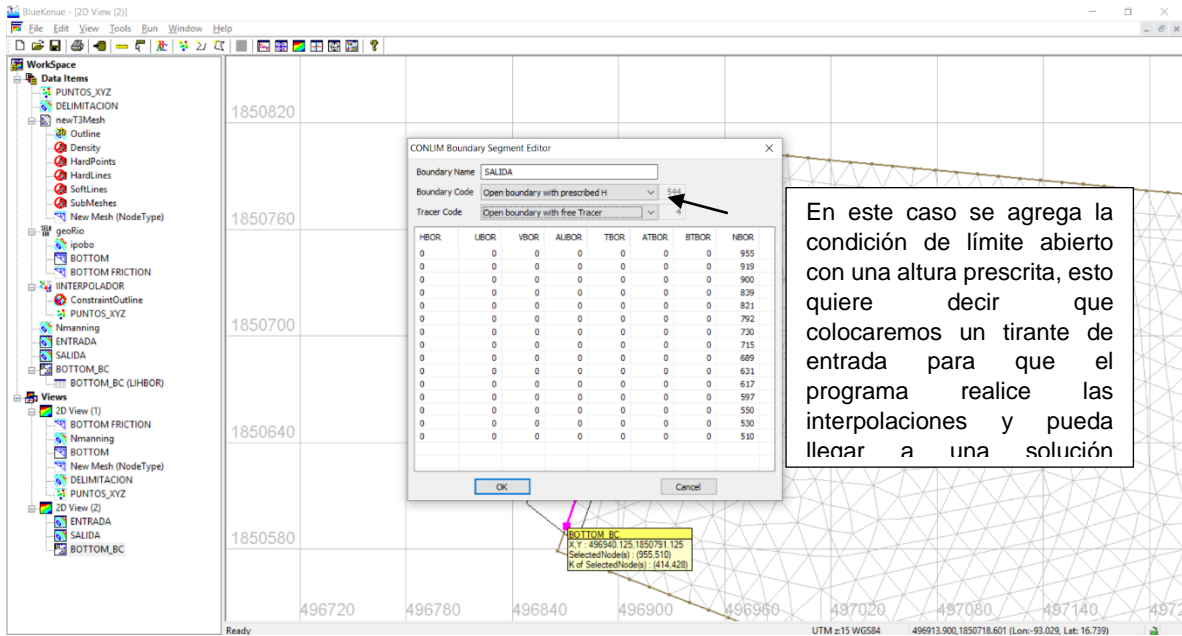 BlueKenue - [2D View (2)]
File Edit View Tools Run Window Help
WorkSpace
Data Items
PUNTOS_XYZ
DELIMITACION
newT3Mesh
Outline
Density
HardPoints
HardLines
SoftLines
SubMeshes
New Mesh (NodeType)
geoRio
ipobo
BOTTOM
BOTTOM FRICTION
IINTERPOLADOR
ConstraintOutline
PUNTOS_XYZ
Nmanning
ENTRADA
SALIDA
BOTTOM_BC
BOTTOM_BC (LIHBOR)
Views
2D View (1)
BOTTOM FRICTION
Nmanning
BOTTOM
New Mesh (NodeType)
DELIMITACION
PUNTOS_XYZ
2D View (2)
ENTRADA
SALIDA
BOTTOM_BC
1850820
1850760
1850700
1850640
1850580
CONLIM Boundary Segment Editor
Boundary Name SALIDA
Boundary Code Open boundary with prescribed H 544
Tracer Code Open boundary with free Tracer 4
HBOR UBOR VBOR AUBOR TBOR ATBOR BTBOR NBOR
0 0 0 0 0 0 0 955
0 0 0 0 0 0 0 919
0 0 0 0 0 0 0 900
0 0 0 0 0 0 0 839
0 0 0 0 0 0 0 821
0 0 0 0 0 0 0 792
0 0 0 0 0 0 0 730
0 0 0 0 0 0 0 715
0 0 0 0 0 0 0 689
0 0 0 0 0 0 0 631
0 0 0 0 0 0 0 617
0 0 0 0 0 0 0 597
0 0 0 0 0 0 0 550
0 0 0 0 0 0 0 530
0 0 0 0 0 0 0 510
OK Cancel
En este caso se agrega la
condición de límite abierto
con una altura prescrita, esto
quiere decir que
colocaremos un tirante de
entrada para que el
programa realice las
interpolaciones y pueda
llegar a una solución
BOTTOM_BC
X,Y : 496940.125,1850791.125
SelectedNode(s) : (955,510)
K of SelectedNode(s) : (414,428)
496720 496780 496840 496900 496960 497020 497080 497140 4972
Ready
UTM z:15 WGS84 496913.900,1850718.601 (Lon:-93.029, Lat: 16.739)